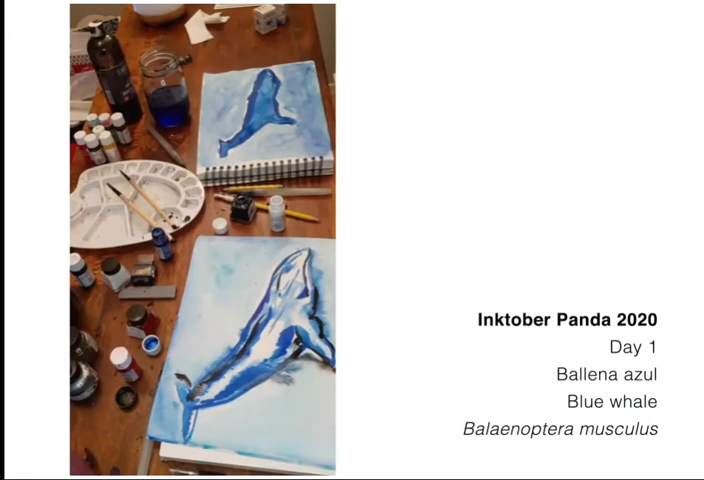 Inktober Panda 2020
Day 1
Ballena azul
Blue whale
Balaenoptera musculus